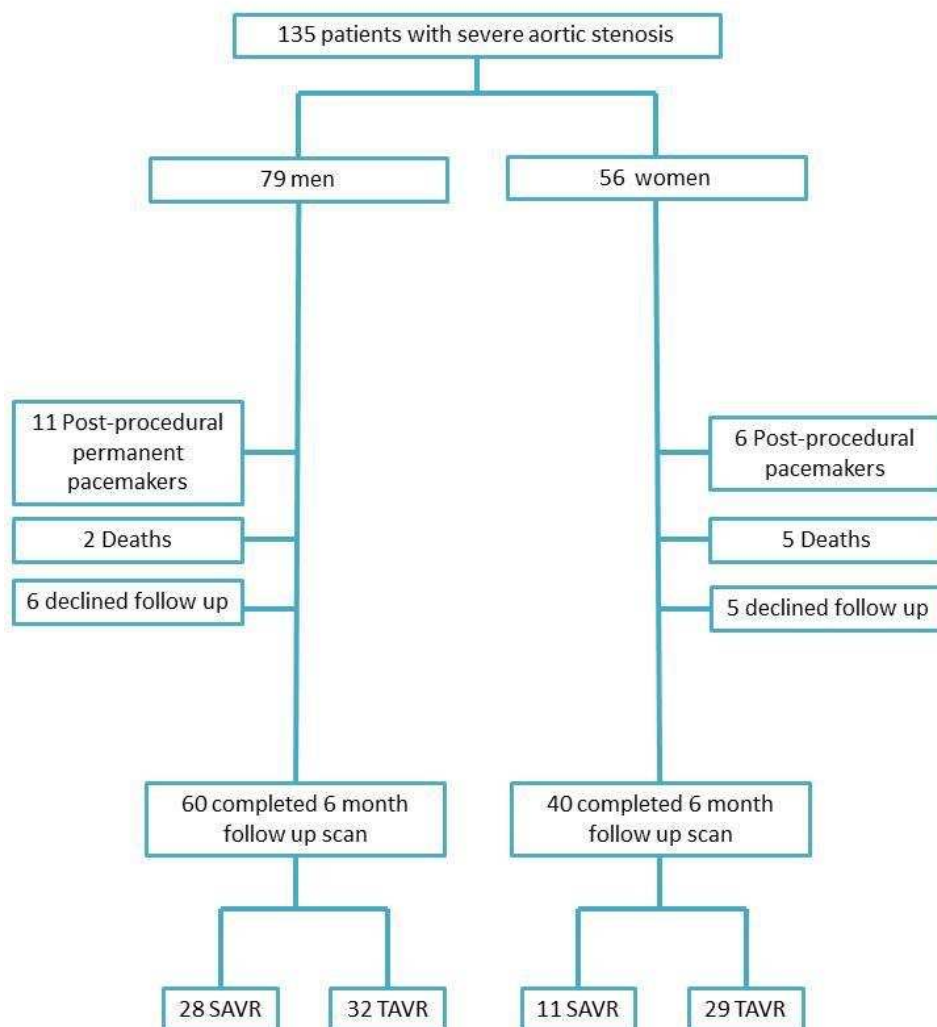 135 patients with severe aortic stenosis
79 men
56 women
11 Post-procedural
permanent
pacemakers
6 Post-procedural
pacemakers
2 Deaths
5 Deaths
6 declined follow up
5 declined follow up
60 completed 6 month
follow up scan
40 completed 6 month
follow up scan
28 SAVR
32 TAVR
11 SAVR
29 TAVR